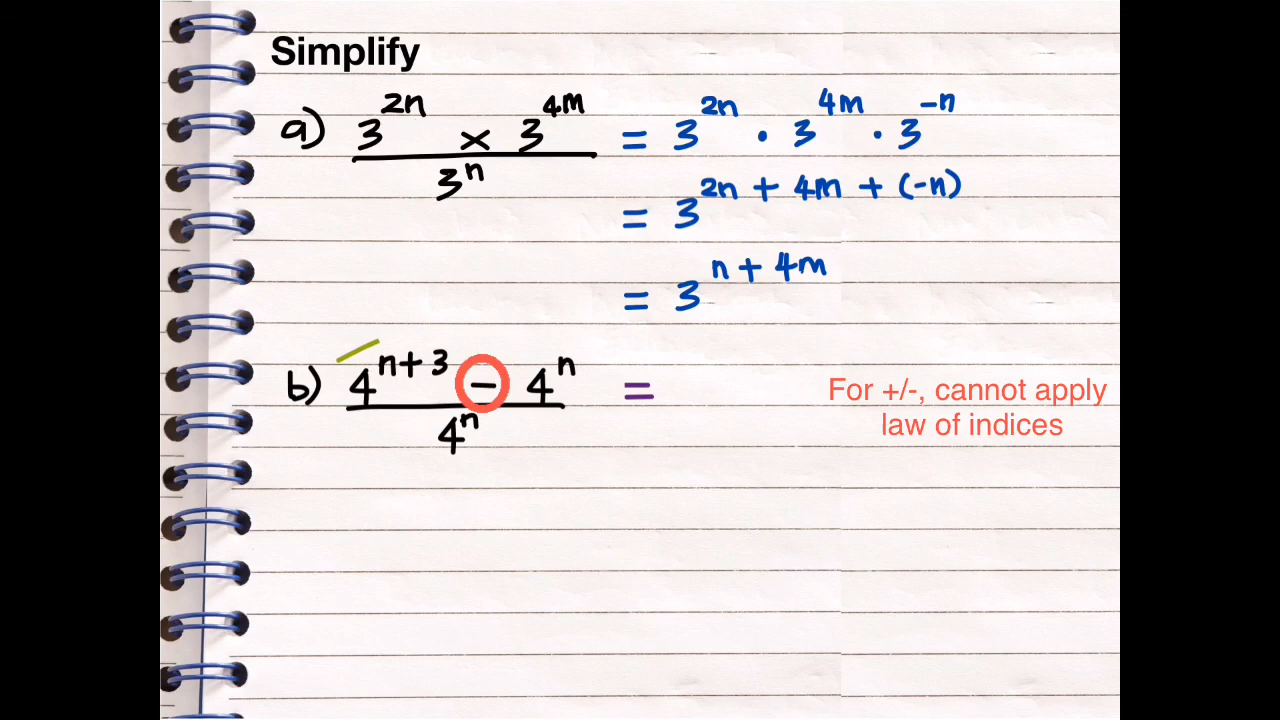 Simplify
a) 3^{2n} × 3^{4m} / 3^{n} = 3^{2n} · 3^{4m} · 3^{-n}
= 3^{2n + 4m + (-n)}
= 3^{n + 4m}
b) 4^{n+3} - 4^{n} / 4^{n} =
For +/-, cannot apply
law of indices